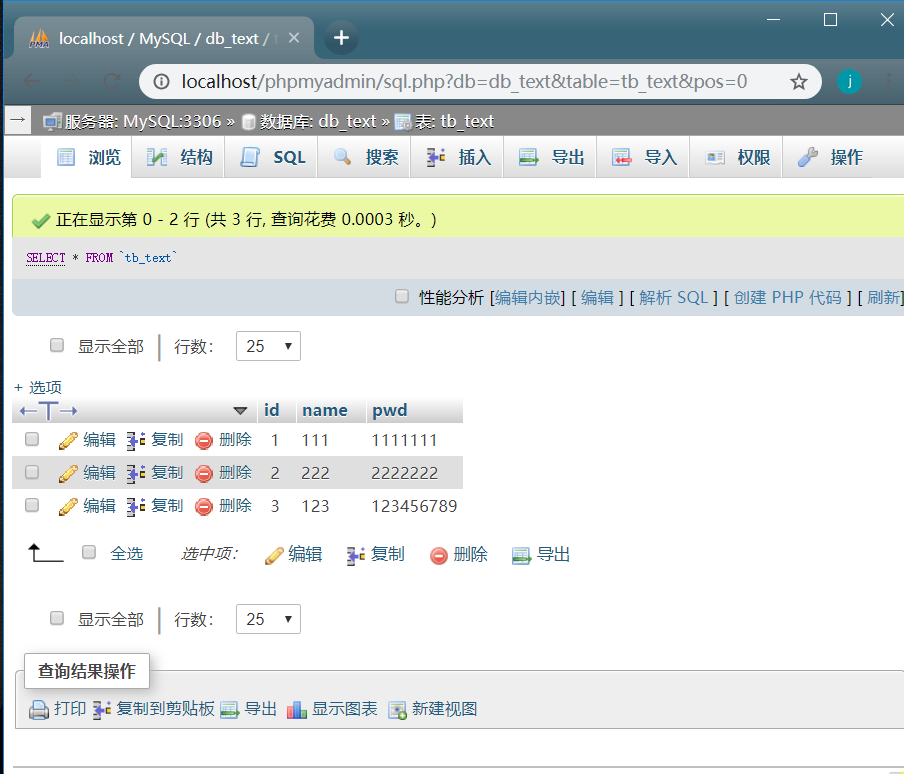 localhost / MySQL / db_text / t
localhost/phpmyadmin/sql.php?db=db_text&table=tb_text&pos=0
j
服务器: MySQL:3306 » 数据库: db_text » 表: tb_text
浏览 结构 SQL 搜索 插入 导出 导入 权限 操作
正在显示第 0 - 2 行 (共 3 行, 查询花费 0.0003 秒。)
SELECT * FROM `tb_text`
性能分析 [编辑内嵌] [ 编辑 ] [ 解析 SQL ] [ 创建 PHP 代码 ] [ 刷新]
显示全部 行数: 25
+ 选项
←T→ id name pwd
编辑 复制 删除 1 111 1111111
编辑 复制 删除 2 222 2222222
编辑 复制 删除 3 123 123456789
全选 选中项: 编辑 复制 删除 导出
显示全部 行数: 25
查询结果操作
打印 复制到剪贴板 导出 显示图表 新建视图